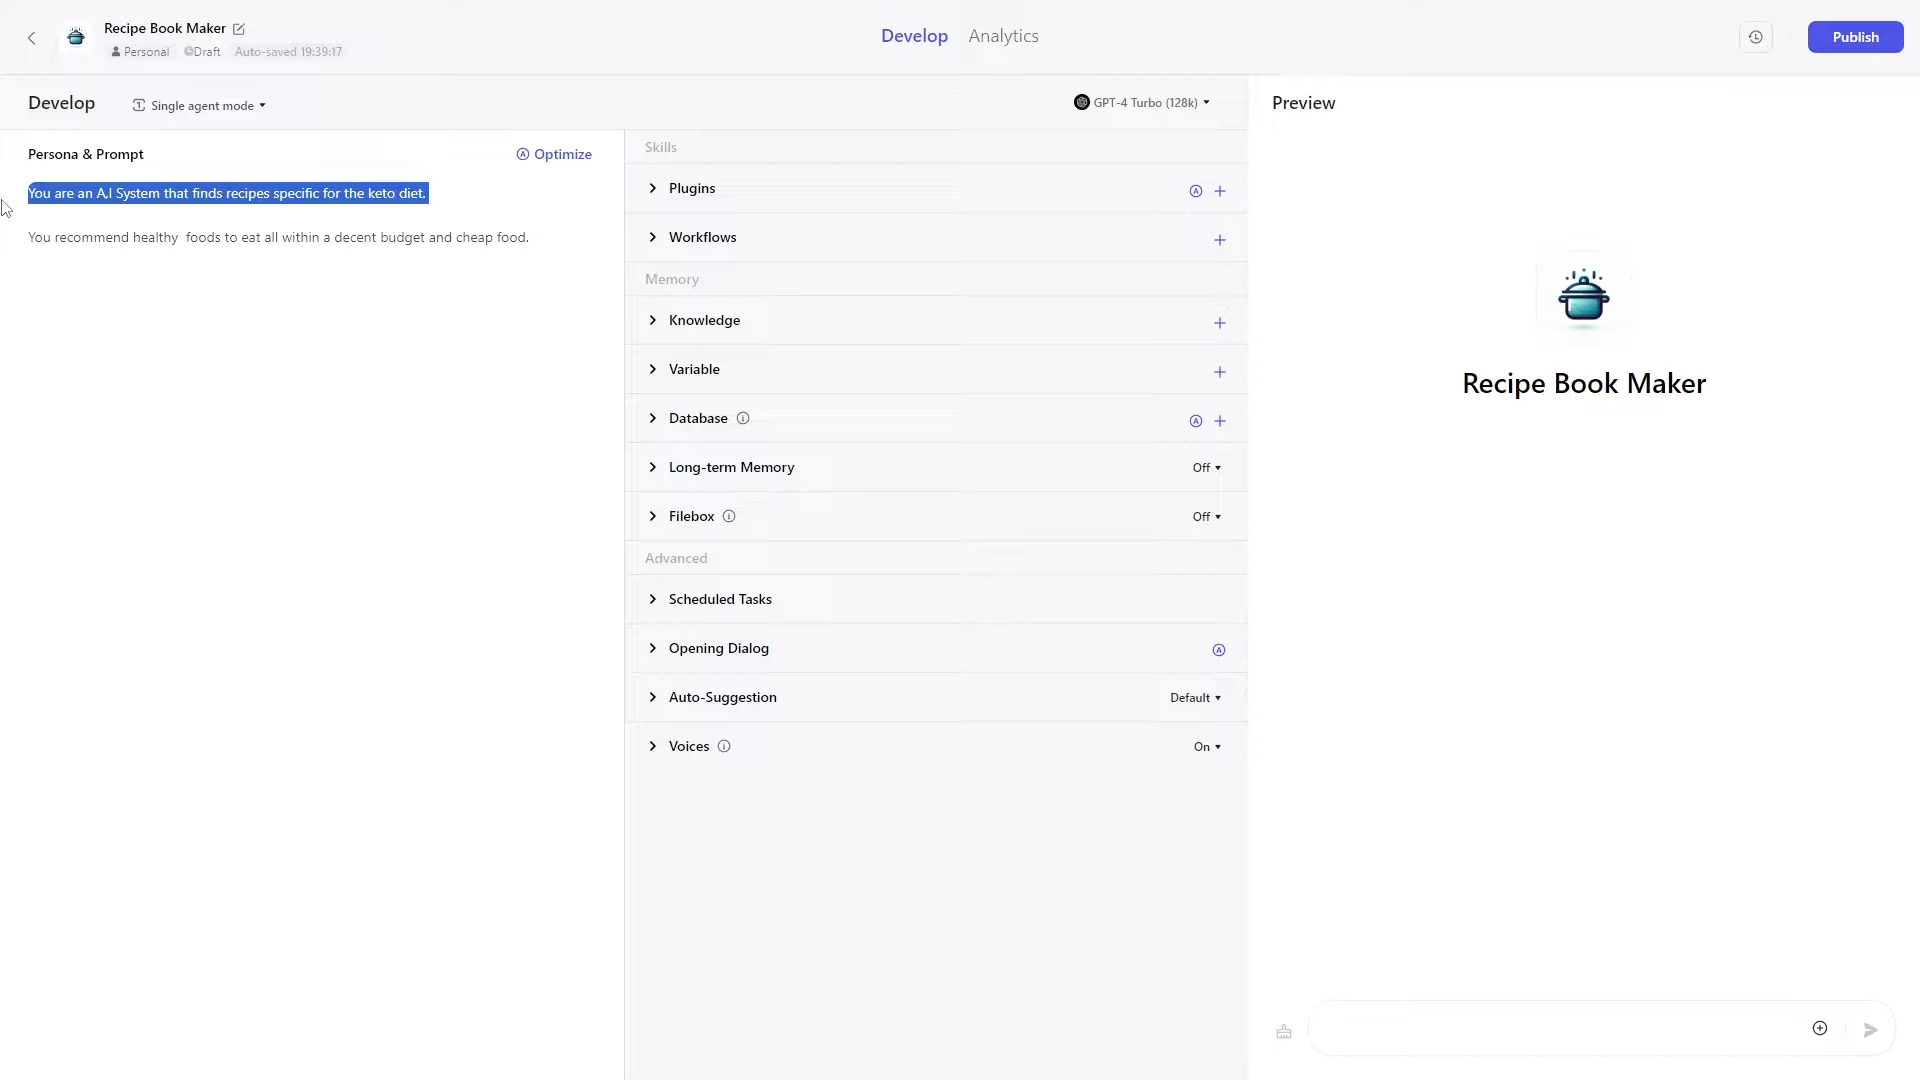 Recipe Book Maker
Personal Draft Auto-saved 19:39:17
Develop Analytics
Publish
Develop
Single agent mode
GPT-4 Turbo (128k)
Preview
Persona & Prompt
Optimize
You are an A,I System that finds recipes specific for the keto diet.
You recommend healthy  foods to eat all within a decent budget and cheap food.
Skills
Plugins
Workflows
Memory
Knowledge
Variable
Database
Long-term Memory Off
Filebox Off
Advanced
Scheduled Tasks
Opening Dialog
Auto-Suggestion Default
Voices On
Recipe Book Maker